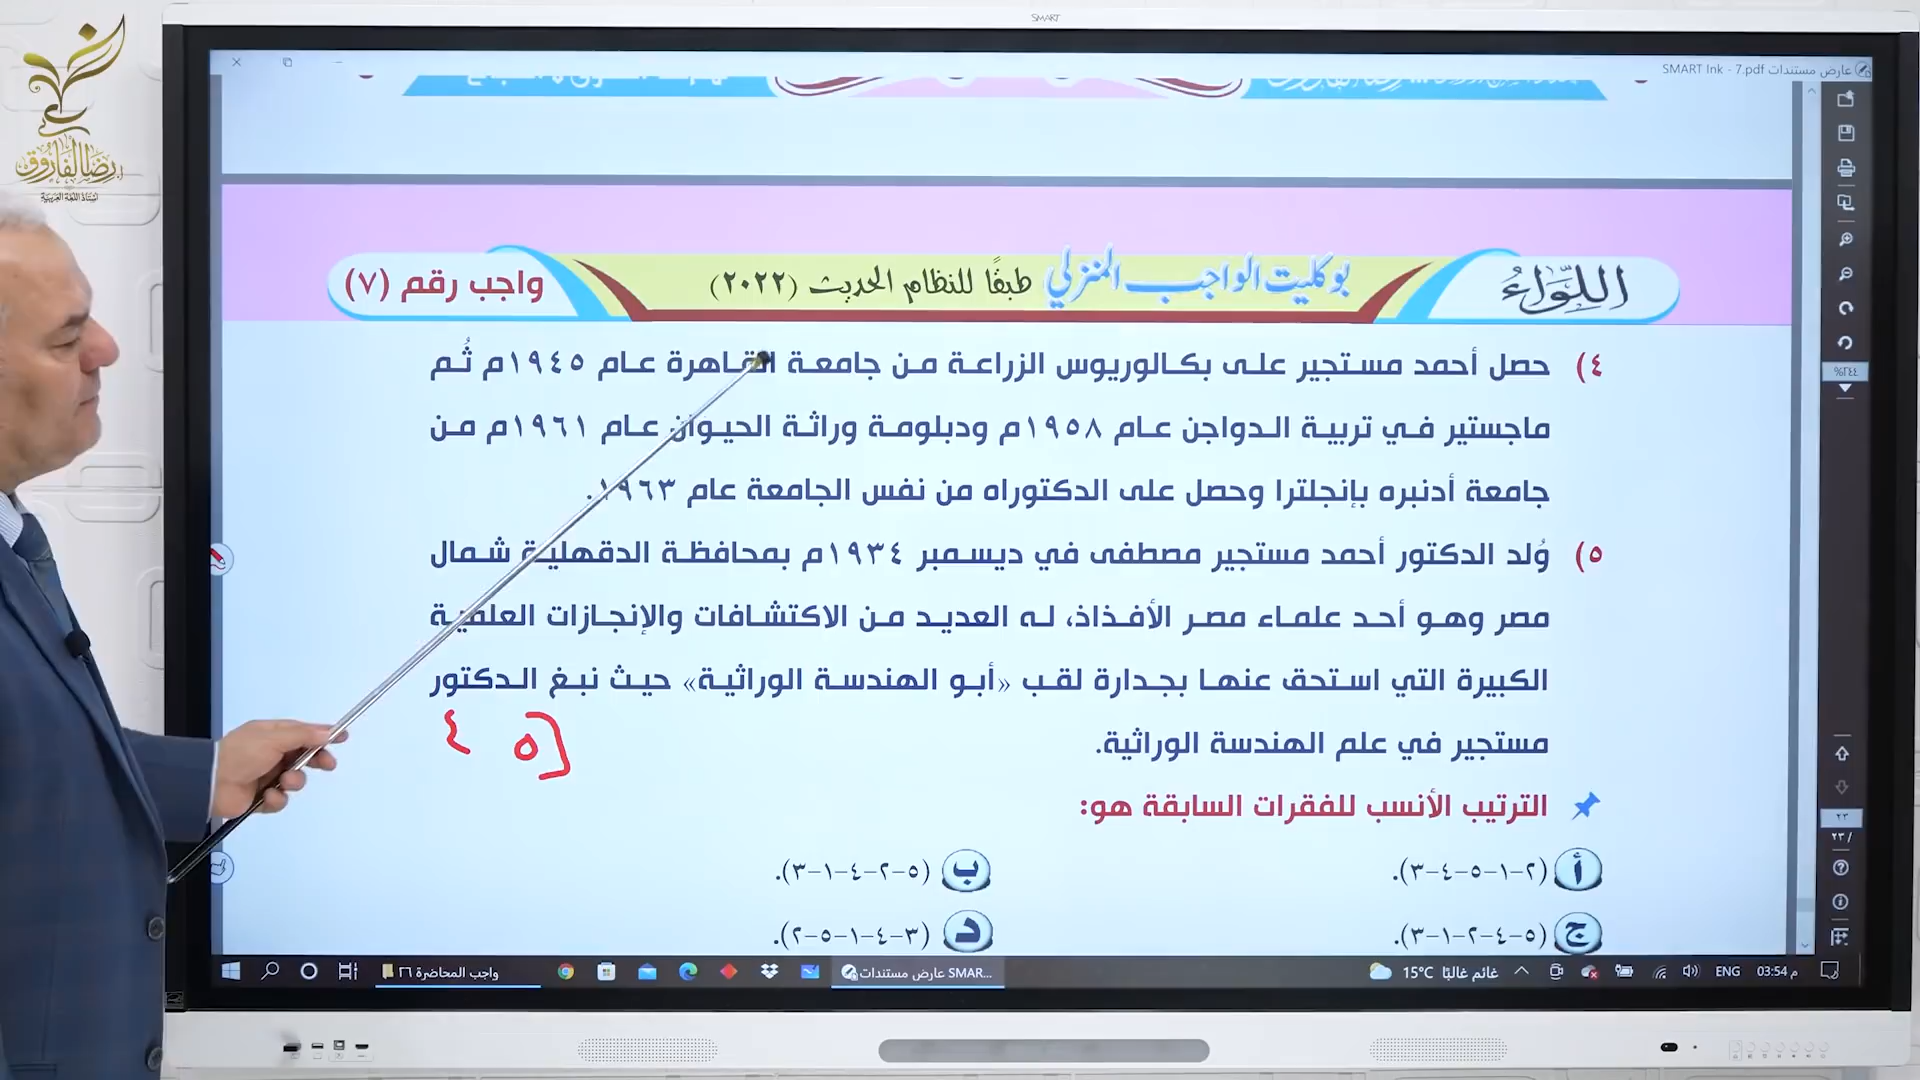 SMART
رضا الفاروق
أستاذ اللغة العربية
عارض مستندات SMART Ink - 7.pdf
اللواء
بوكليت الواجب المنزلي طبقًا للنظام الحديث (٢٠٢٢)
واجب رقم (٧)
٤) حصل أحمد مستجير على بكالوريوس الزراعة من جامعة القاهرة عام ١٩٤٥م ثُم
ماجستير في تربية الدواجن عام ١٩٥٨م ودبلومة وراثة الحيوان عام ١٩٦١م من
جامعة أدنبره بإنجلترا وحصل على الدكتوراه من نفس الجامعة عام ١٩٦٣.
٥) وُلد الدكتور أحمد مستجير مصطفى في ديسمبر ١٩٣٤م بمحافظة الدقهلية شمال
مصر وهو أحد علماء مصر الأفذاذ، له العديد من الاكتشافات والإنجازات العلمية
الكبيرة التي استحق عنها بجدارة لقب «أبو الهندسة الوراثية» حيث نبغ الدكتور
مستجير في علم الهندسة الوراثية.
[٥ ٤
الترتيب الأنسب للفقرات السابقة هو:
أ (٢-١-٥-٤-٣).
ب (٥-٢-٤-١-٣).
ج (٥-٤-٢-١-٣).
د (٣-٤-١-٥-٢).
٣٤٤%
٢٣
/ ٢٣
واجب المحاضرة ٢٦
عارض مستندات SMAR...
15°C غائم غالبًا
ENG
03:54 م